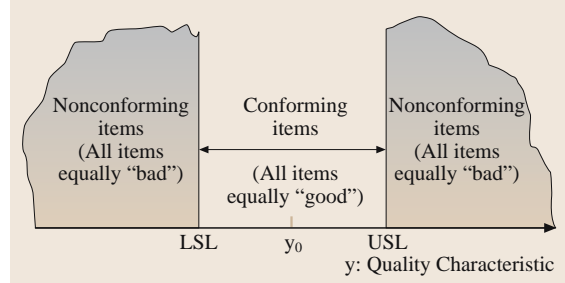 Nonconforming
items
(All items
equally “bad”)
Conforming
items
(All items
equally “good”)
Nonconforming
items
(All items
equally “bad”)
LSL
y₀
USL
y: Quality Characteristic